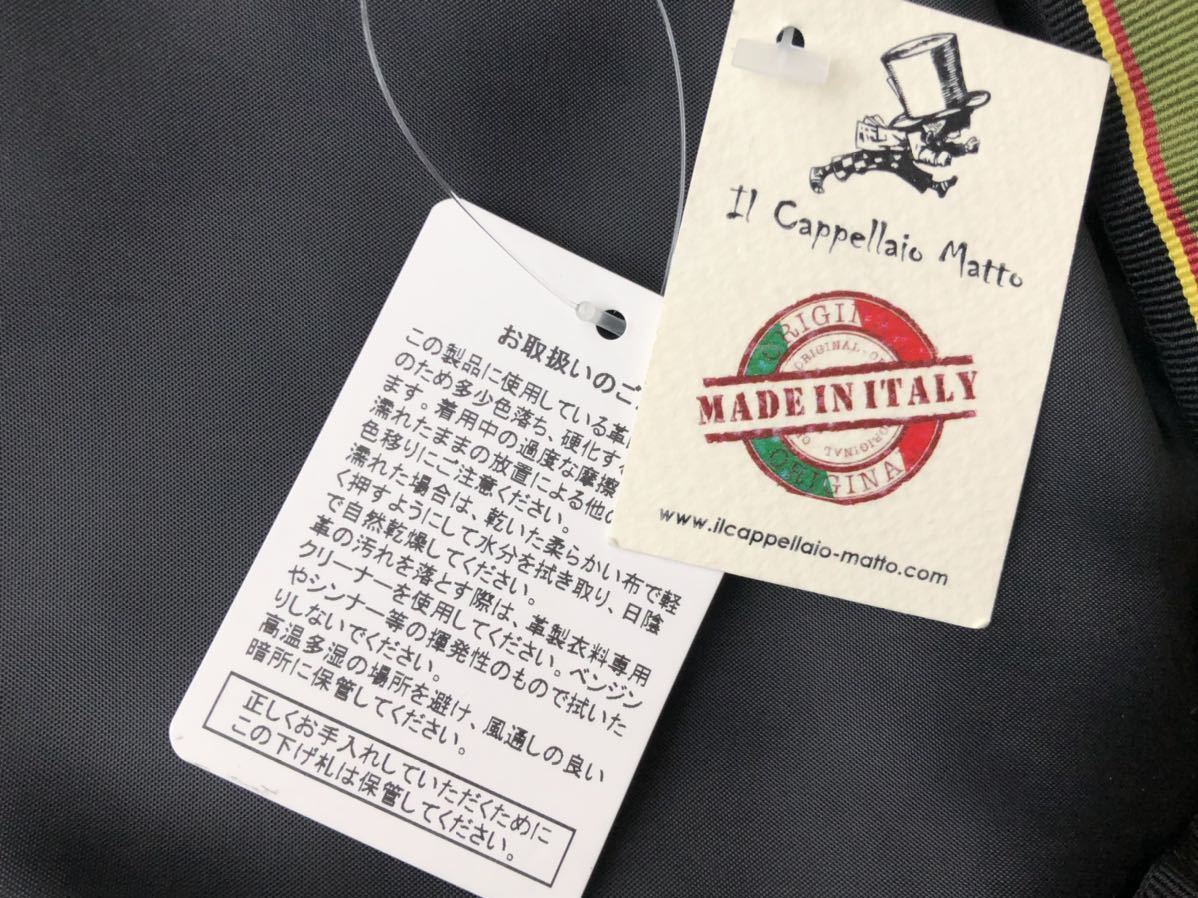 お取扱いのご
この製品に使用している革
のため多少色落ち、硬化す
ます。着用中の過度な摩擦
濡れたままの放置による他の
色移りにご注意ください。
濡れた場合は、乾いた柔らかい布で軽
く押すようにして水分を拭き取り、日陰
で自然乾燥してください。
革の汚れを落とす際は、革製衣料専用
クリーナーを使用してください。ベンジン
やシンナー等の揮発性のもので拭いた
りしないでください。
高温多湿の場所を避け、風通しの良い
暗所に保管してください。
正しくお手入れしていただくために
この下げ札は保管してください。
Il Cappellaio Matto
ORIGIN
ORIGINAL
MADE IN ITALY
ORIGINAL
ORIGINA
www.ilcappellaio-matto.com